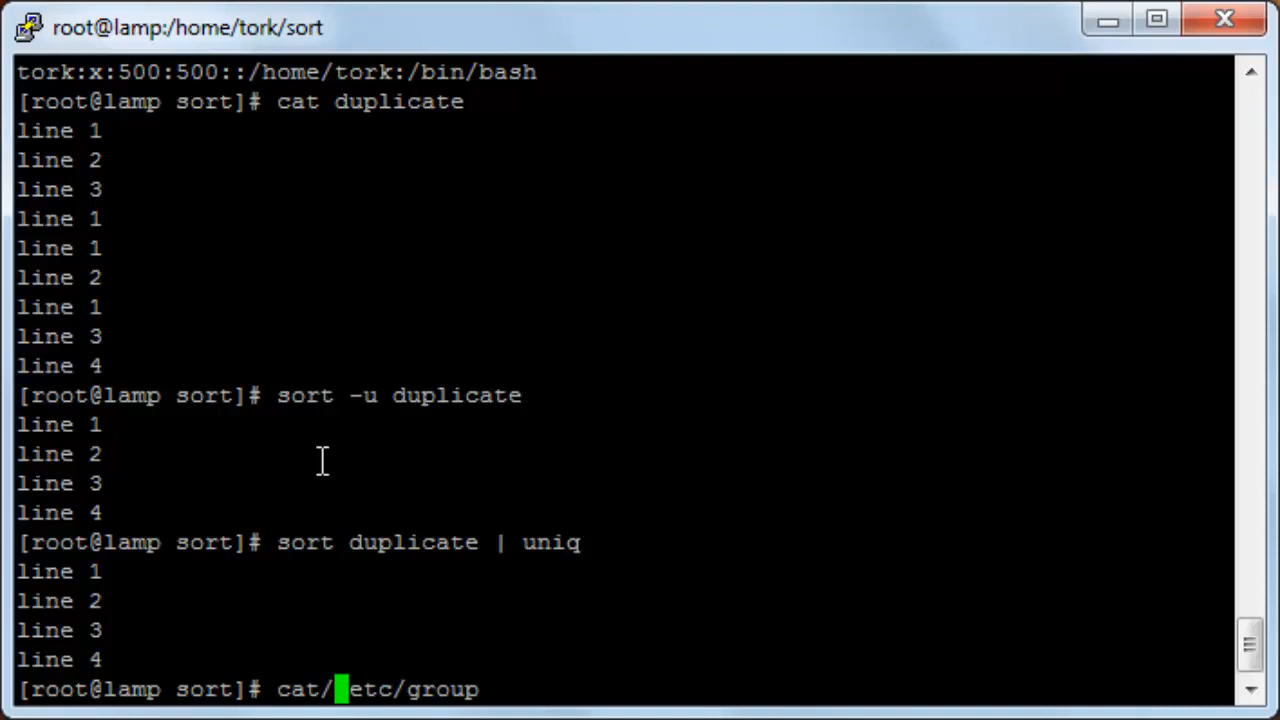 root@lamp:/home/tork/sort
tork:x:500:500::/home/tork:/bin/bash
[root@lamp sort]# cat duplicate
line 1
line 2
line 3
line 1
line 1
line 2
line 1
line 3
line 4
[root@lamp sort]# sort -u duplicate
line 1
line 2
line 3
line 4
[root@lamp sort]# sort duplicate | uniq
line 1
line 2
line 3
line 4
[root@lamp sort]# cat/ etc/group